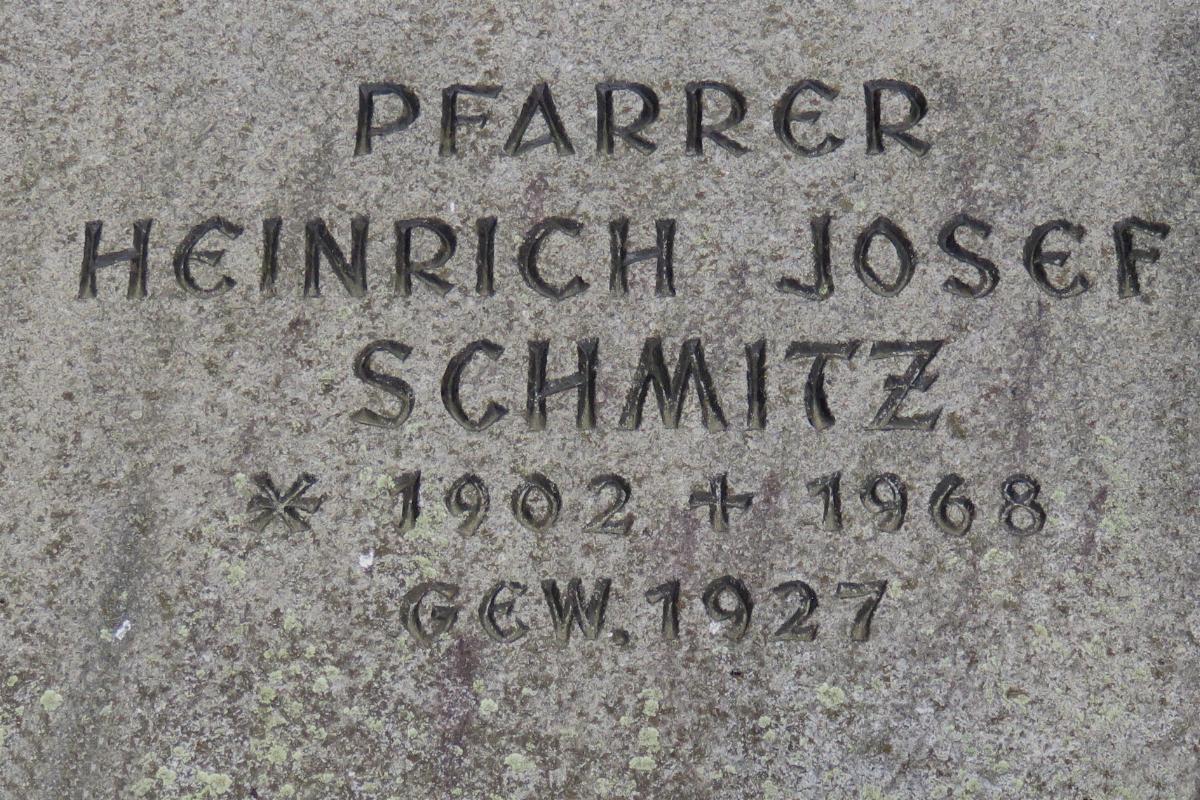 PFARRER
HEINRICH JOSEF
SCHMITZ
* 1902 + 1968
GEW. 1927